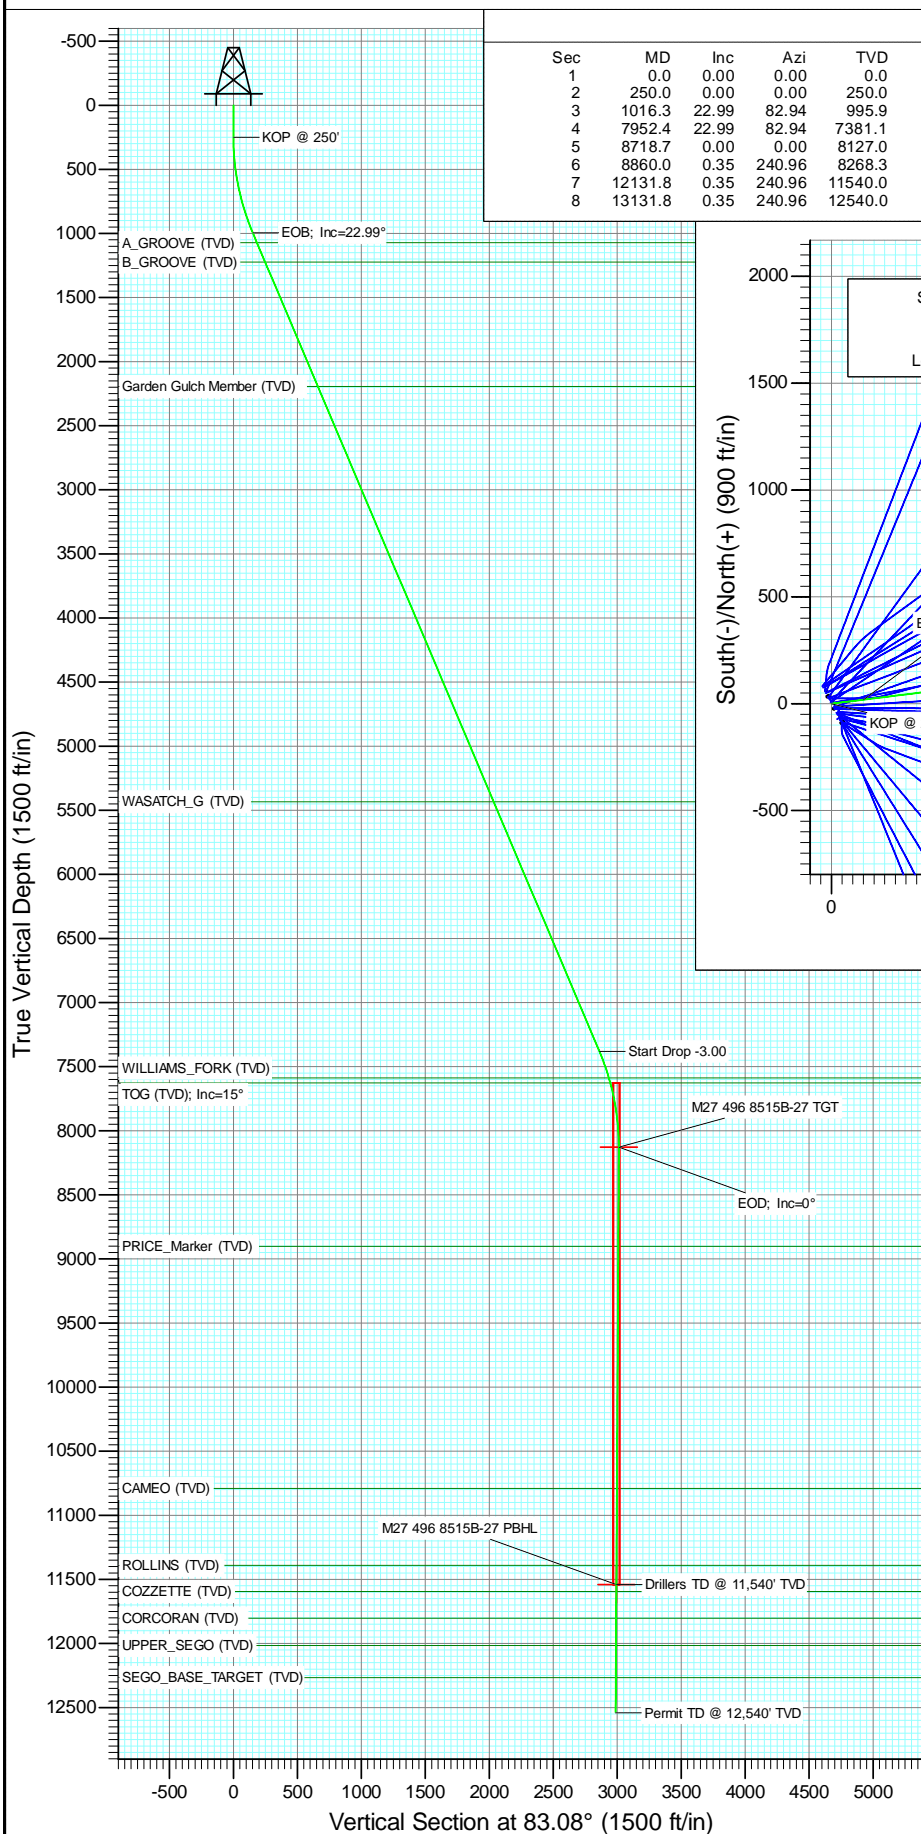 Sec MD Inc Azi TVD
1 0.0 0.00 0.00 0.0
2 250.0 0.00 0.00 250.0
3 1016.3 22.99 82.94 995.9
4 7952.4 22.99 82.94 7381.1
5 8718.7 0.00 0.00 8127.0
6 8860.0 0.35 240.96 8268.3
7 12131.8 0.35 240.96 11540.0
8 13131.8 0.35 240.96 12540.0
-500
0
500
1000
1500
2000
2500
3000
3500
4000
4500
5000
5500
6000
6500
7000
7500
8000
8500
9000
9500
10000
10500
11000
11500
12000
12500
True Vertical Depth (1500 ft/in)
KOP @ 250'
EOB; Inc=22.99°
A_GROOVE (TVD)
B_GROOVE (TVD)
Garden Gulch Member (TVD)
WASATCH_G (TVD)
Start Drop -3.00
WILLIAMS_FORK (TVD)
TOG (TVD); Inc=15°
M27 496 8515B-27 TGT
EOD; Inc=0°
PRICE_Marker (TVD)
CAMEO (TVD)
M27 496 8515B-27 PBHL
ROLLINS (TVD)
Drillers TD @ 11,540' TVD
COZZETTE (TVD)
CORCORAN (TVD)
UPPER_SEGO (TVD)
SEGO_BASE_TARGET (TVD)
Permit TD @ 12,540' TVD
-500 0 500 1000 1500 2000 2500 3000 3500 4000 4500 5000
Vertical Section at 83.08° (1500 ft/in)
2000
1500
1000
500
0
-500
South(-)/North(+) (900 ft/in)
L
KOP @
0